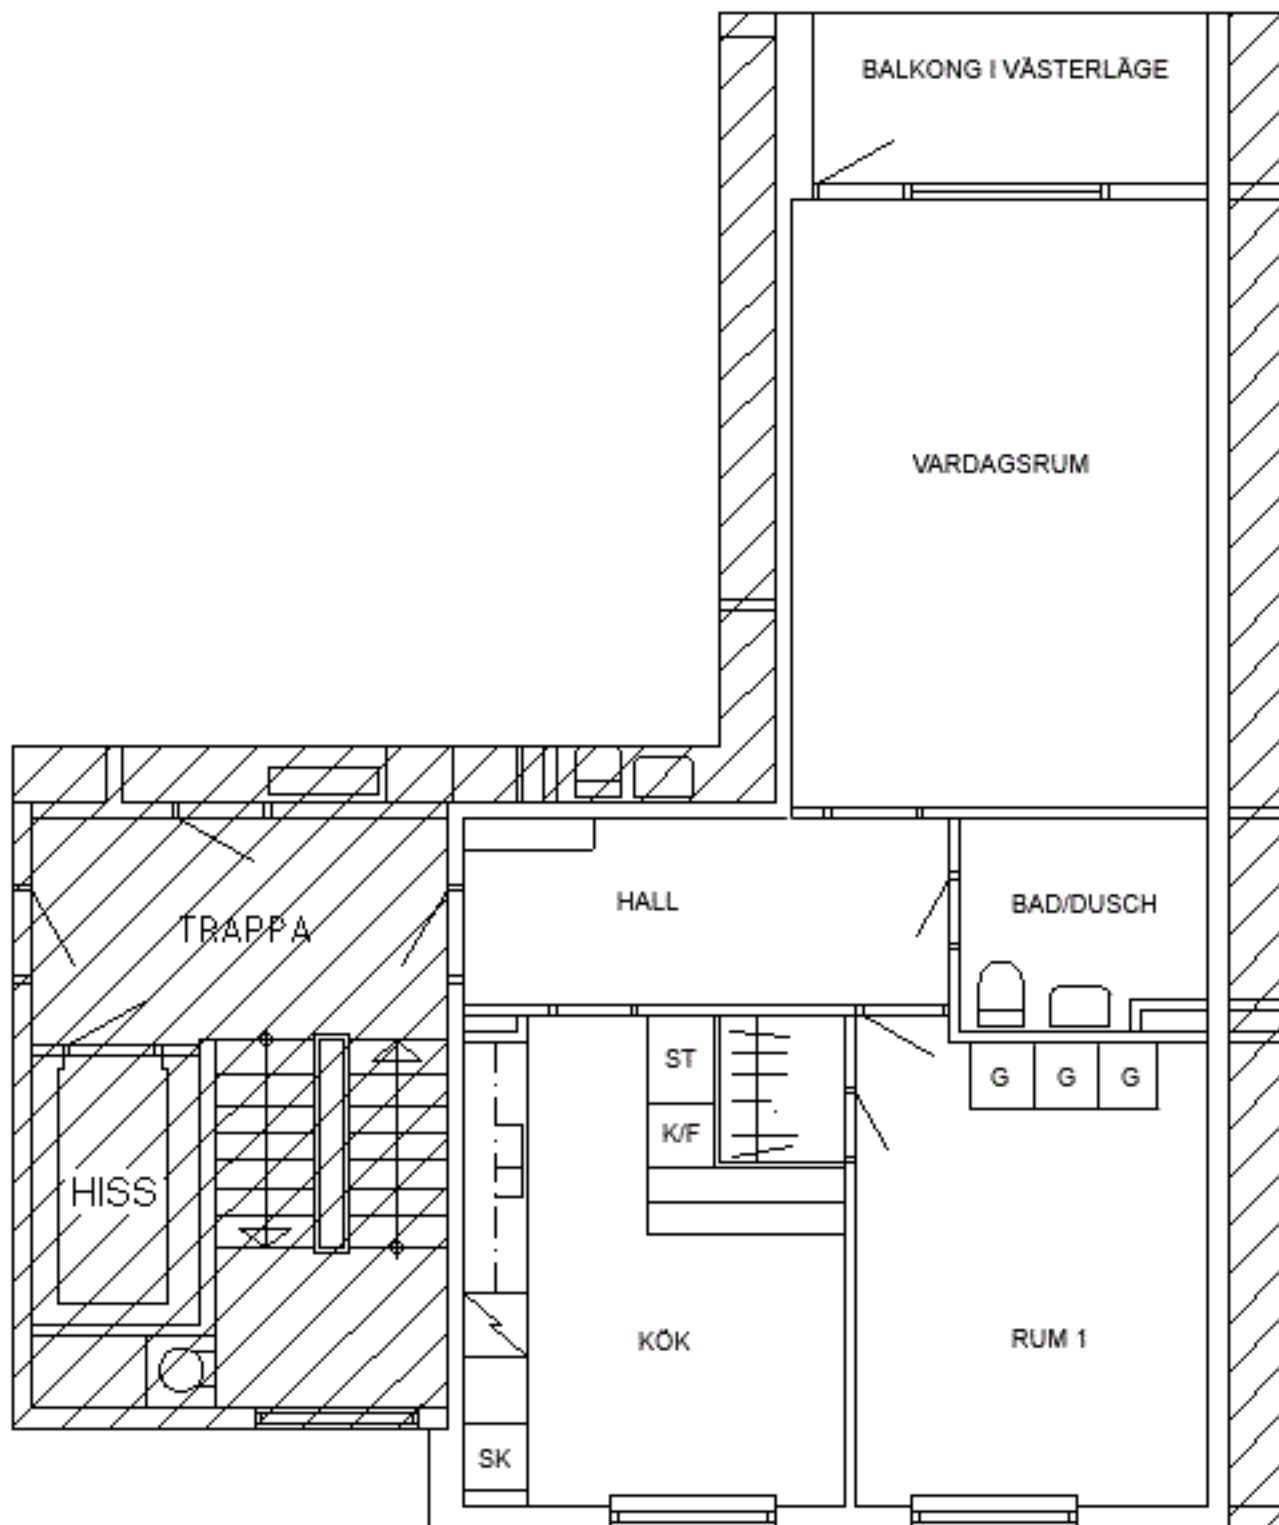 BALKONG I VÄSTERLÄGE
VARDAGSRUM
HALL
BAD/DUSCH
TRAPPA
ST
G G G
K/F
HISS
KÖK
RUM 1
SK